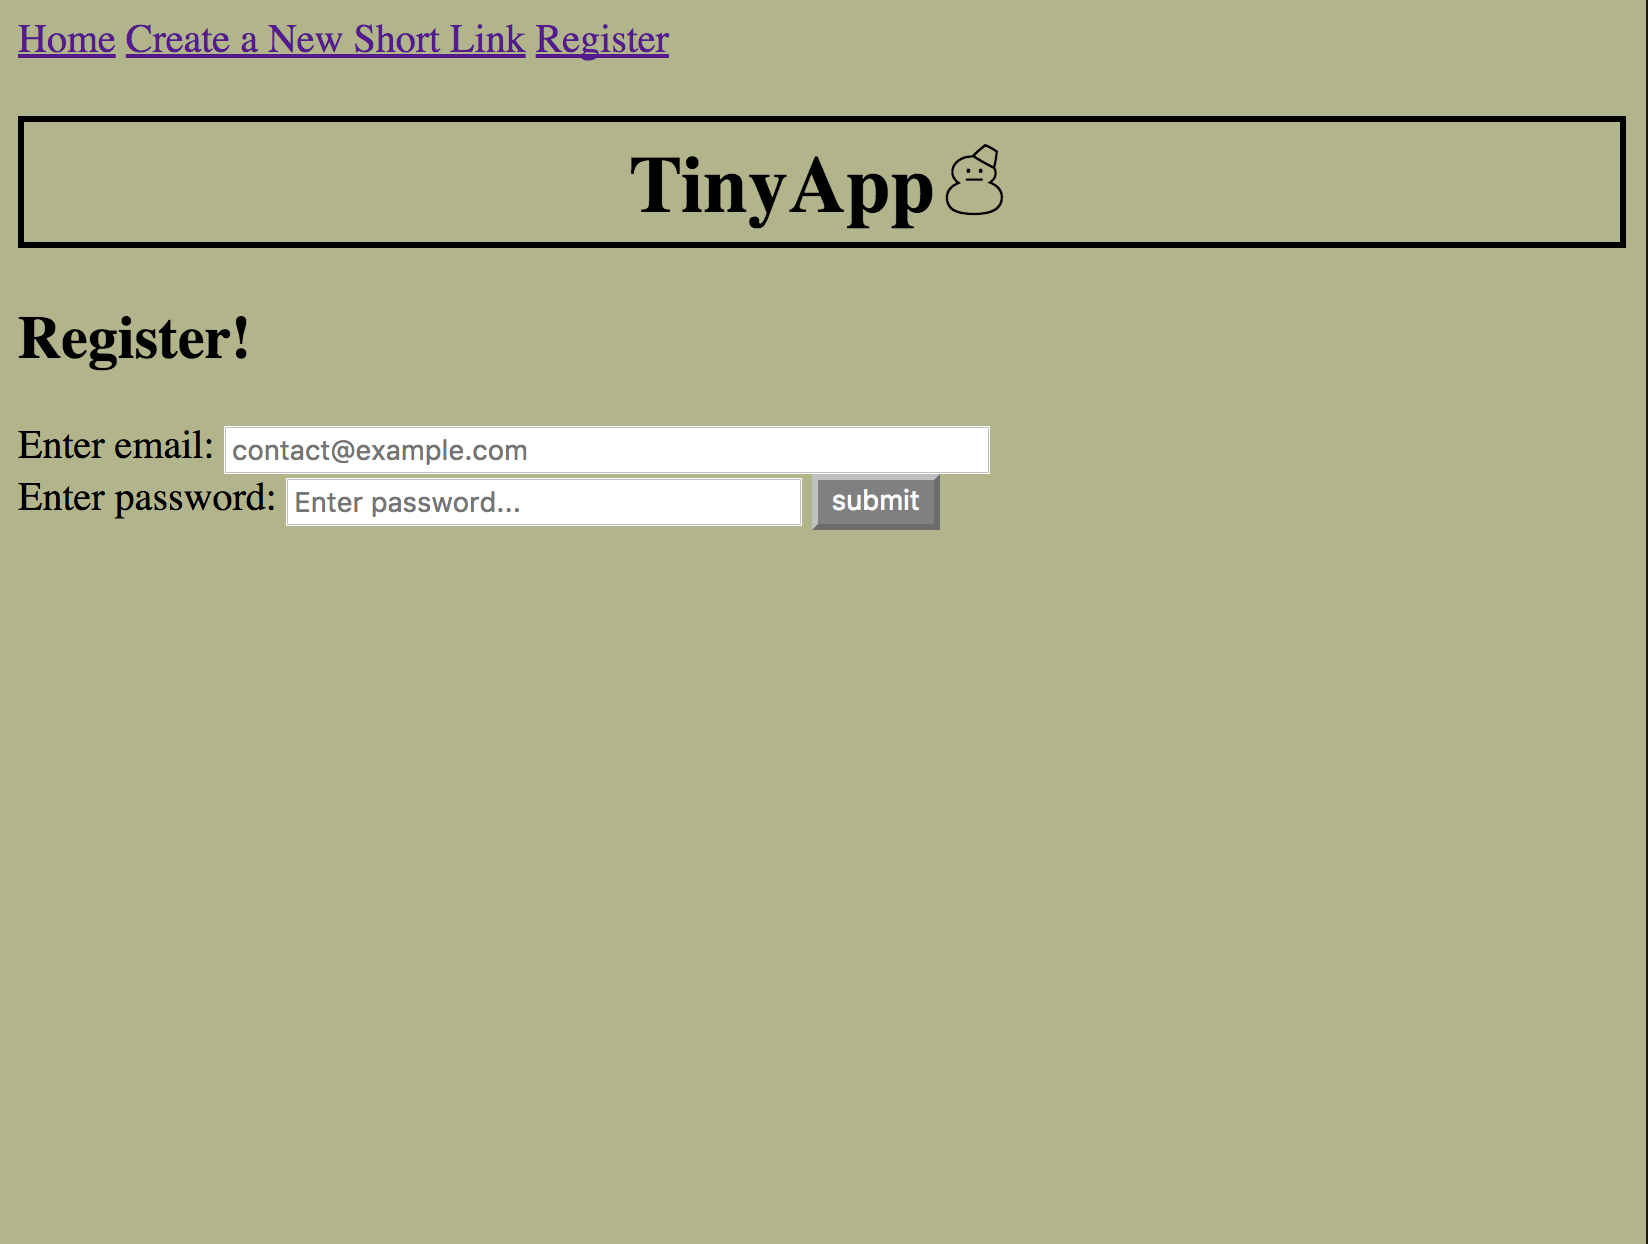 Home Create a New Short Link Register
TinyApp☃
Register!
Enter email: contact@example.com
Enter password: Enter password... submit